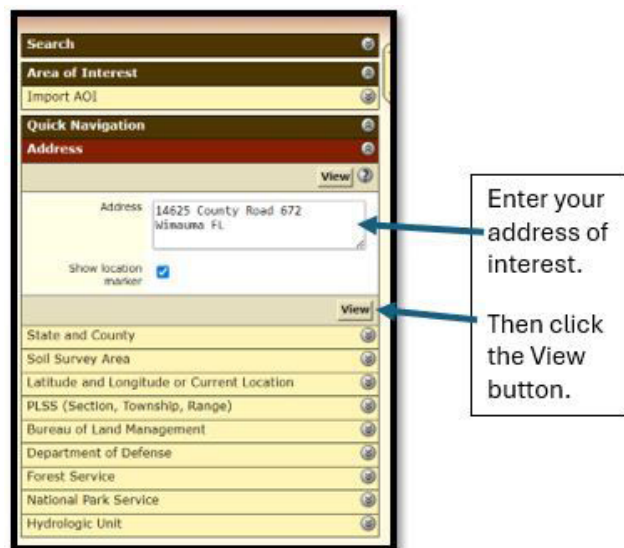 Search
Area of Interest
Import AOI
Quick Navigation
Address
View
Address
14625 County Road 672
Wimauma FL
Show location
marker
View
State and County
Soil Survey Area
Latitude and Longitude or Current Location
PLSS (Section, Township, Range)
Bureau of Land Management
Department of Defense
Forest Service
National Park Service
Hydrologic Unit
Enter your
address of
interest.
Then click
the View
button.